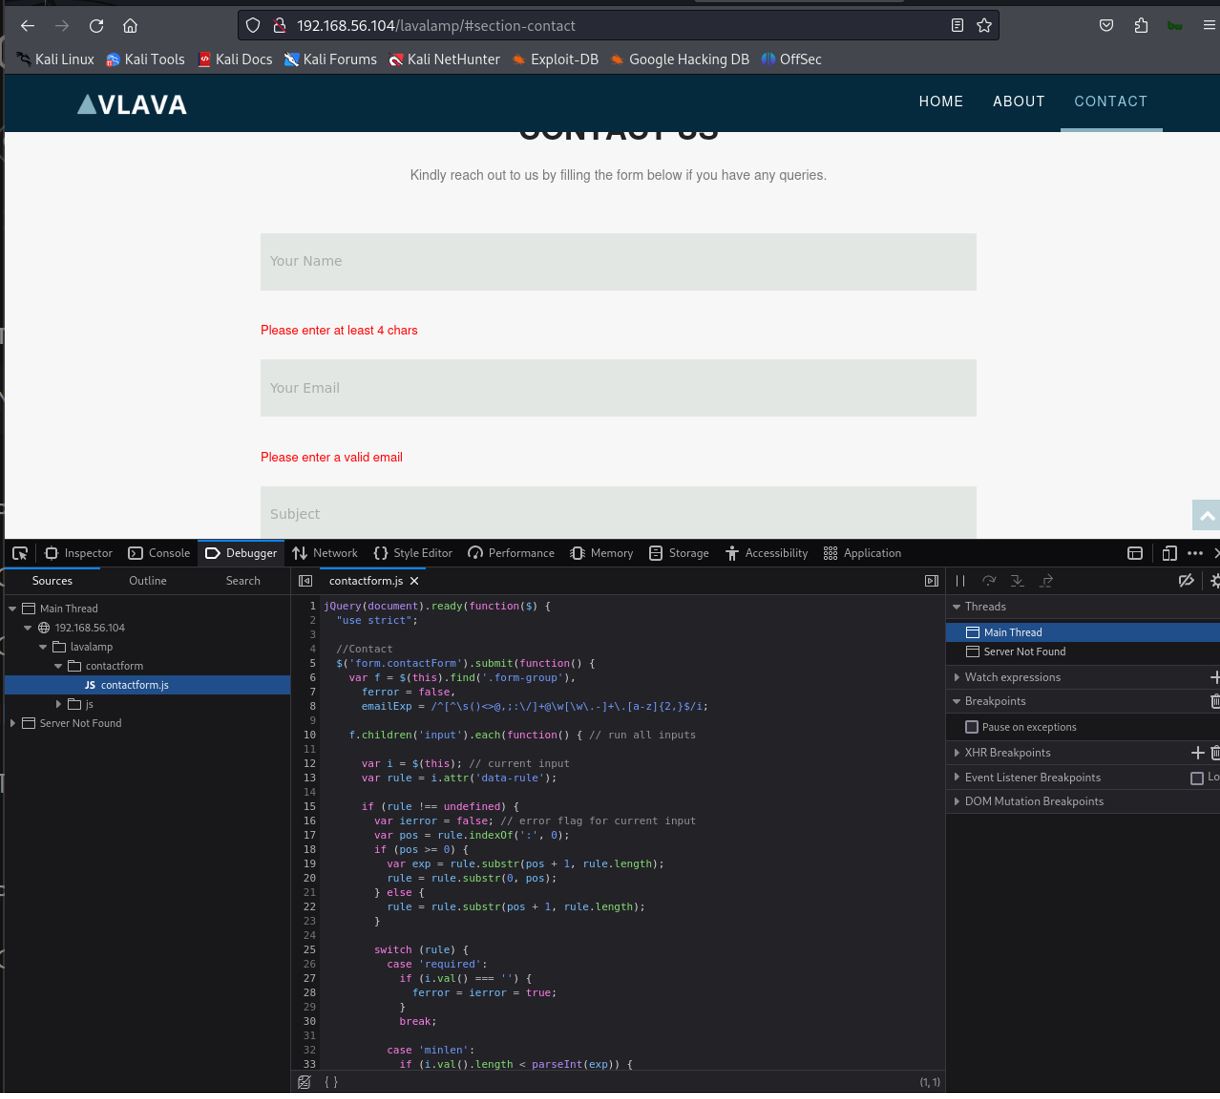 192.168.56.104/lavalamp/#section-contact
Kali Linux Kali Tools Kali Docs Kali Forums Kali NetHunter Exploit-DB Google Hacking DB OffSec
VLAVA HOME ABOUT CONTACT
CONTACT US
Kindly reach out to us by filling the form below if you have any queries.
Your Name
Please enter at least 4 chars
Your Email
Please enter a valid email
Subject
Inspector Console Debugger Network Style Editor Performance Memory Storage Accessibility Application
Sources Outline Search
Main Thread
192.168.56.104
lavalamp
contactform
JS contactform.js
js
Server Not Found
contactform.js
1 jQuery(document).ready(function($) {
2 "use strict";
3
4 //Contact
5 $('form.contactForm').submit(function() {
6 var f = $(this).find('.form-group'),
7 ferror = false,
8 emailExp = /^[^\s()<>@,;:\/]+@\w[\w\.-]+\.[a-z]{2,}$/i;
9
10 f.children('input').each(function() { // run all inputs
11
12 var i = $(this); // current input
13 var rule = i.attr('data-rule');
14
15 if (rule !== undefined) {
16 var ierror = false; // error flag for current input
17 var pos = rule.indexOf(':', 0);
18 if (pos >= 0) {
19 var exp = rule.substr(pos + 1, rule.length);
20 rule = rule.substr(0, pos);
21 } else {
22 rule = rule.substr(pos + 1, rule.length);
23 }
24
25 switch (rule) {
26 case 'required':
27 if (i.val() === '') {
28 ferror = ierror = true;
29 }
30 break;
31
32 case 'minlen':
33 if (i.val().length < parseInt(exp)) {
{ } (1, 1)
Threads
Main Thread
Server Not Found
Watch expressions
Breakpoints
Pause on exceptions
XHR Breakpoints
Event Listener Breakpoints Lo
DOM Mutation Breakpoints